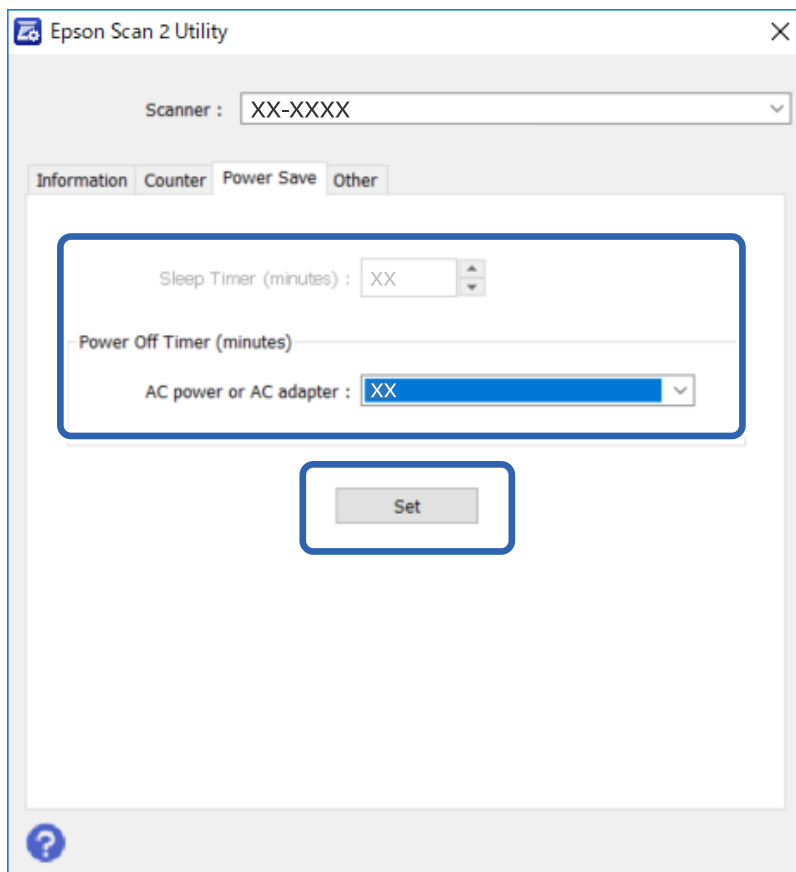 Epson Scan 2 Utility
Scanner : XX-XXXX
Information Counter Power Save Other
Sleep Timer (minutes) : XX
Power Off Timer (minutes)
AC power or AC adapter : XX
Set
?